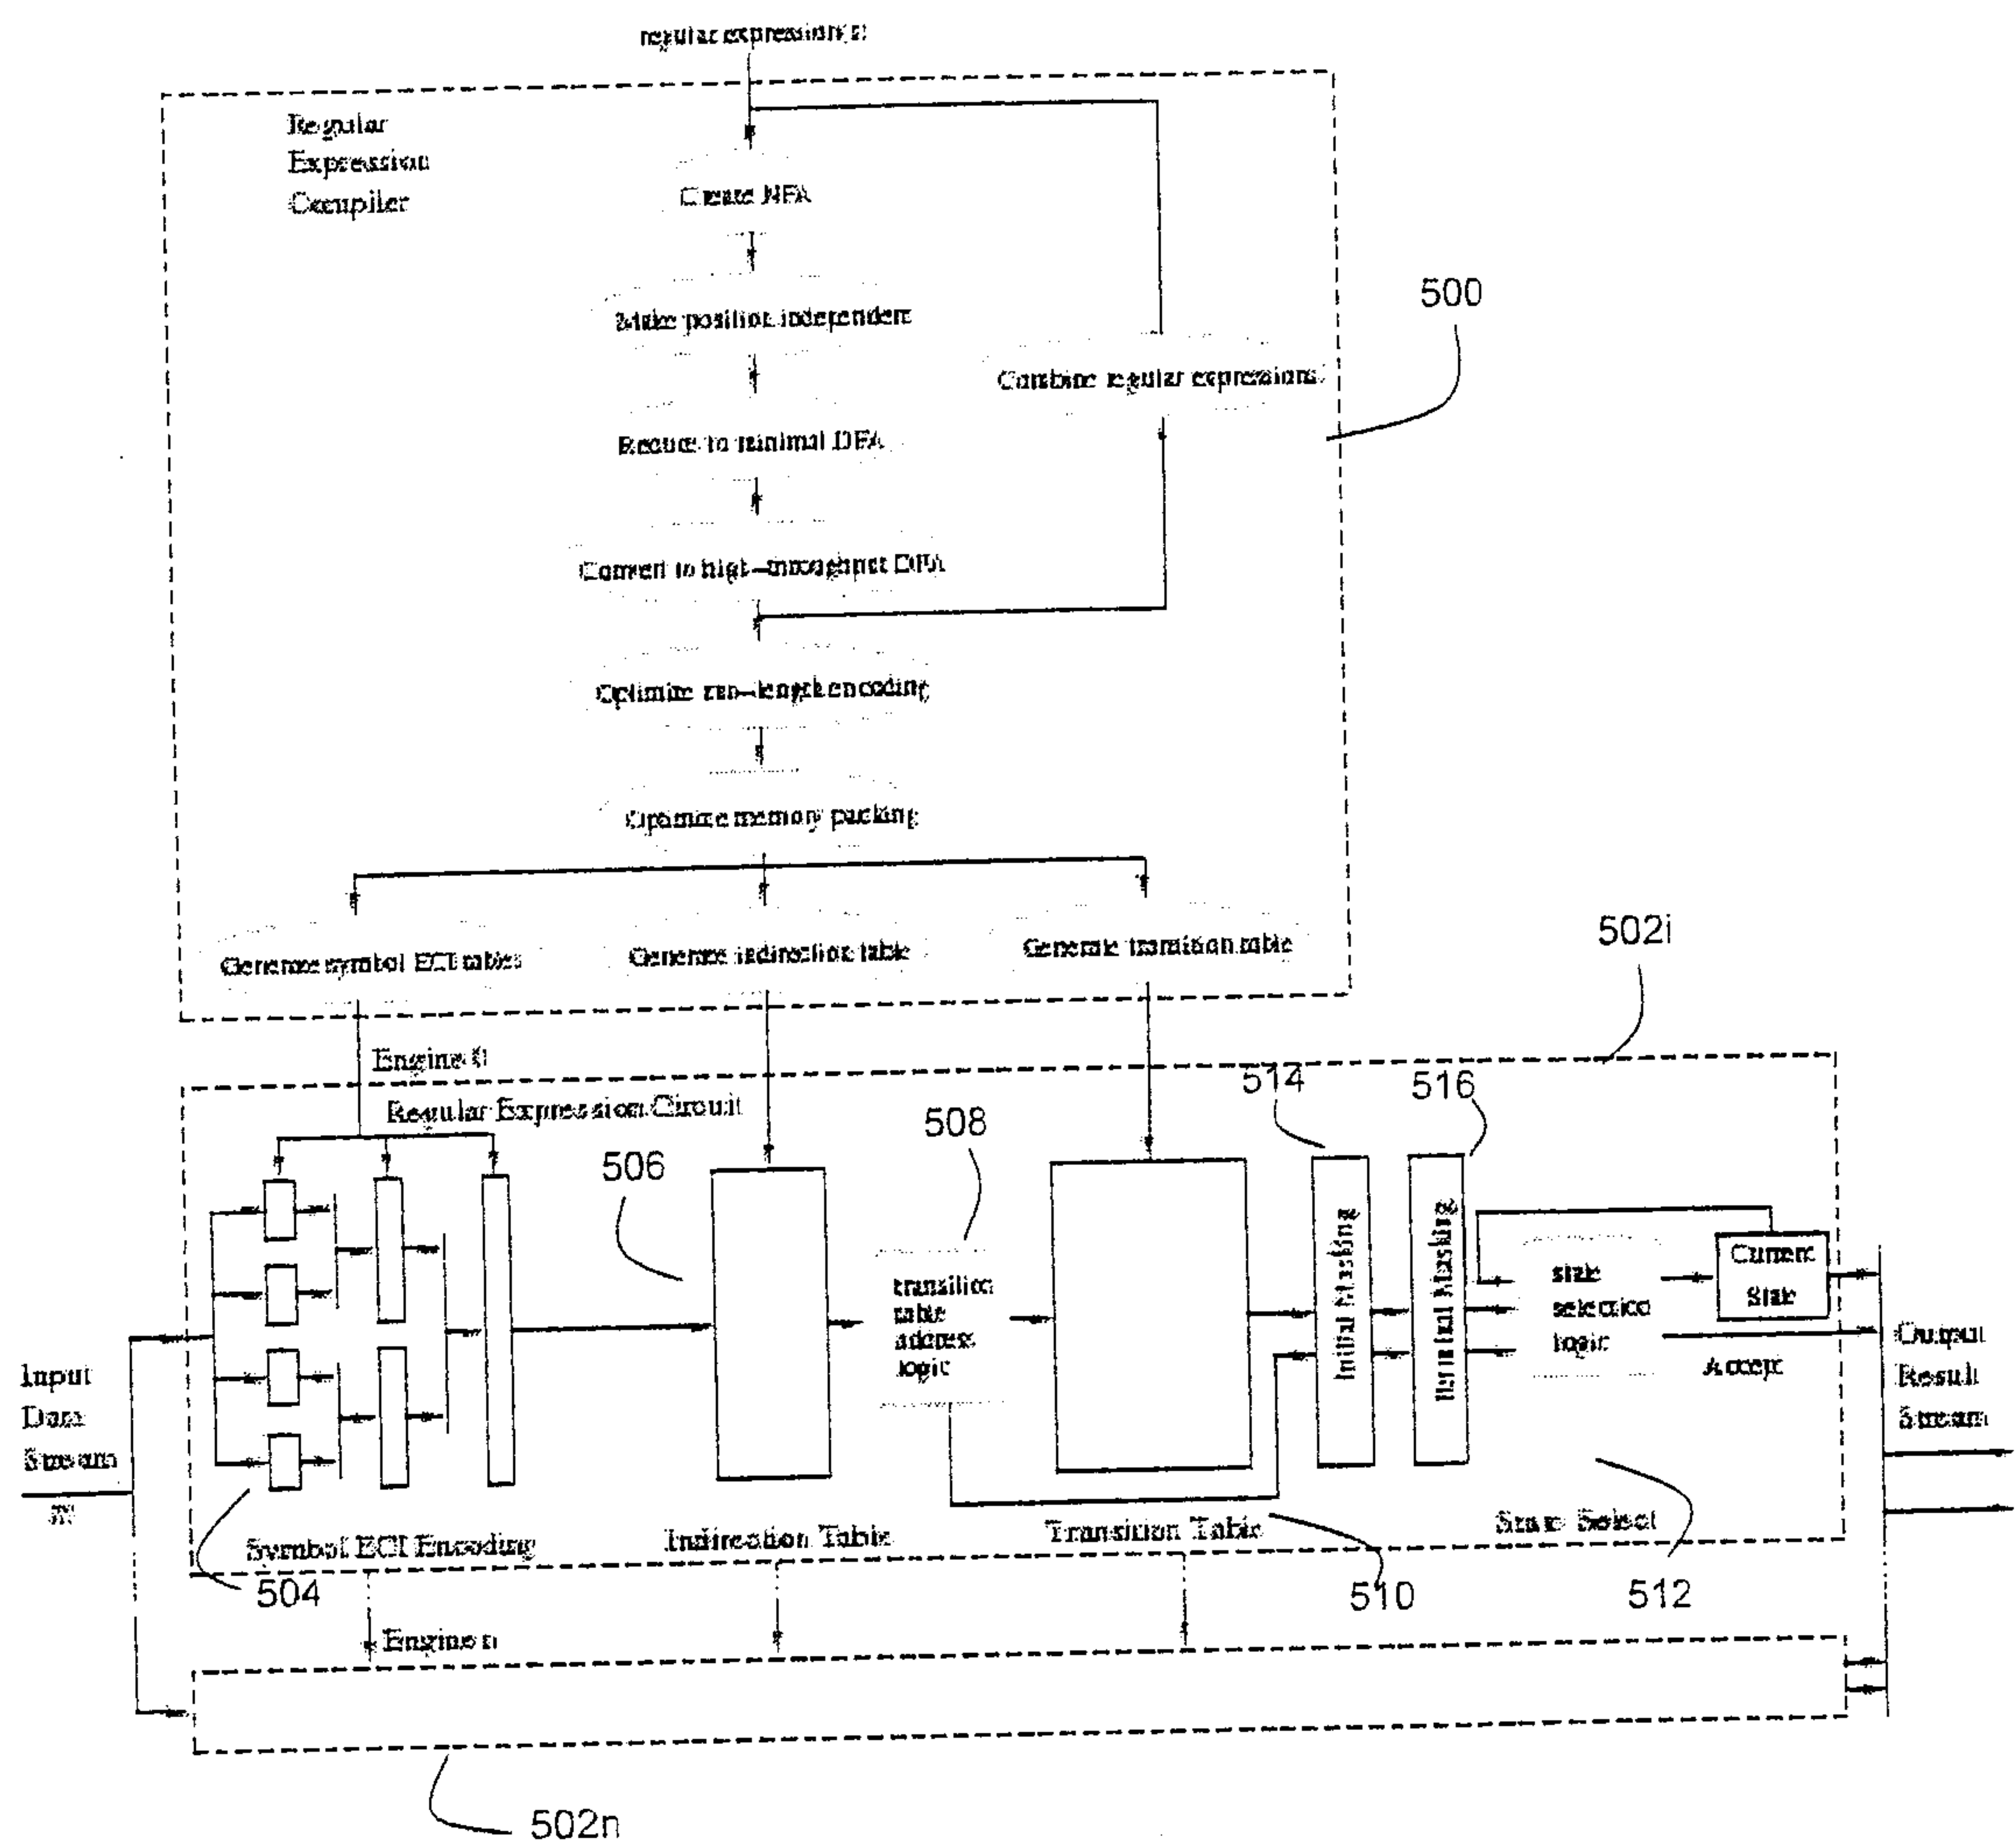 regular expression(s)
Regular
Expression
Compiler
Create NFA
Make position independent
500
Combine regular expressions
Reduce to minimal DFA
Convert to high-throughput DFA
Optimize run-length encoding
Optimize memory packing
502i
Generate symbol ECI tables
Generate indirection table
Generate transition table
Engine 0
Regular Expression Circuit
514
516
508
506
Initial Masking
Terminal Masking
transition
table
address
logic
state
selection
logic
Current
State
Accept
Input
Data
Stream
m
Output
Result
Stream
Symbol ECI Encoding
Indirection Table
Transition Table
State Select
504
510
512
Engine n
502n